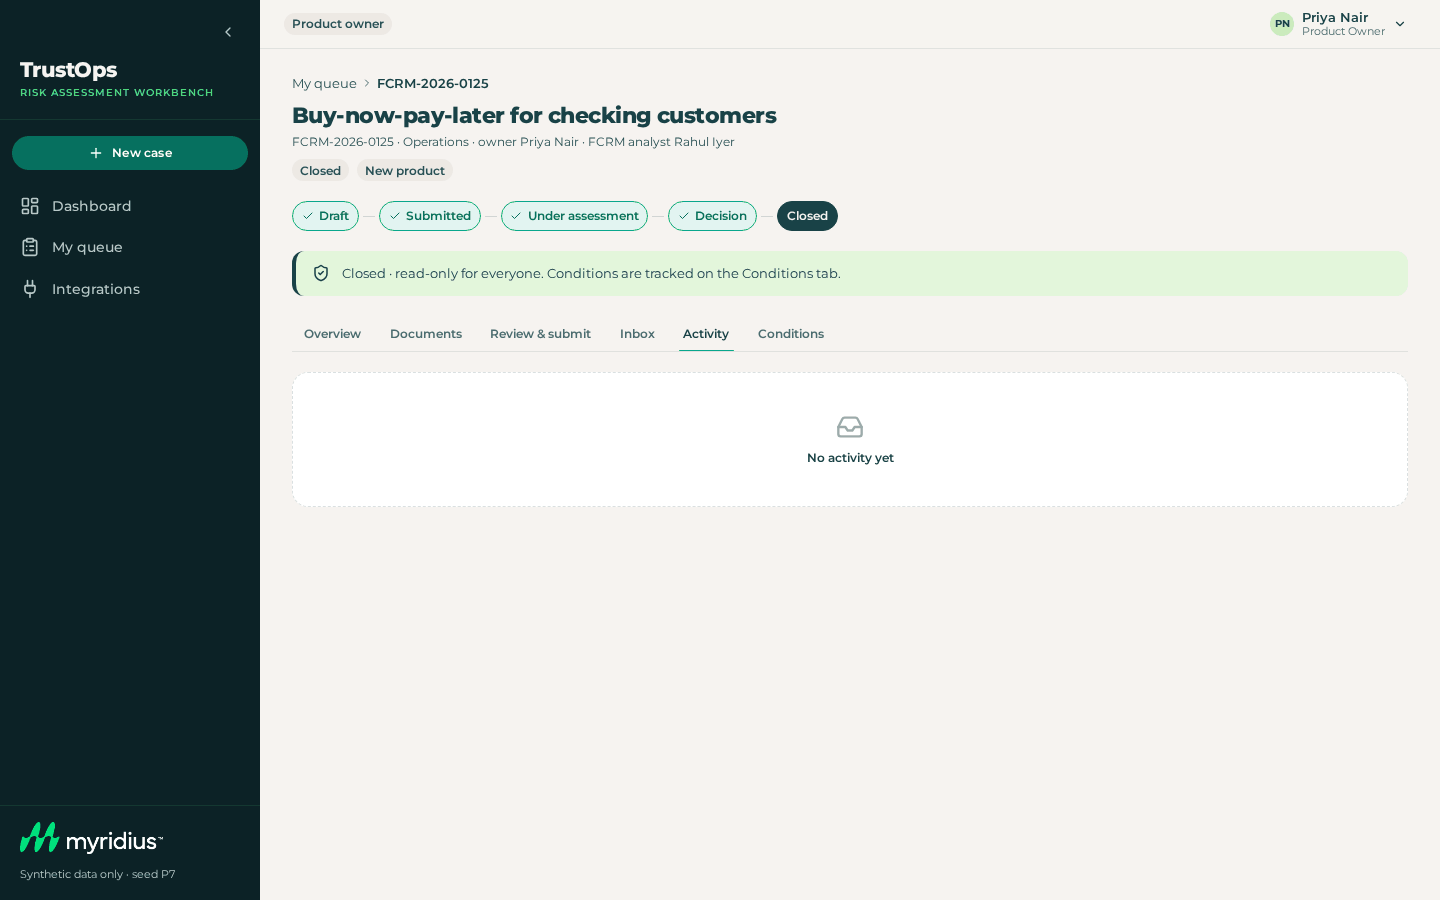 TrustOps
RISK ASSESSMENT WORKBENCH
New case
Dashboard
My queue
Integrations
myridius™
Synthetic data only · seed P7
Product owner
PN
Priya Nair
Product Owner
My queue > FCRM-2026-0125
Buy-now-pay-later for checking customers
FCRM-2026-0125 · Operations · owner Priya Nair · FCRM analyst Rahul Iyer
Closed New product
Draft Submitted Under assessment Decision Closed
Closed · read-only for everyone. Conditions are tracked on the Conditions tab.
Overview Documents Review & submit Inbox Activity Conditions
No activity yet